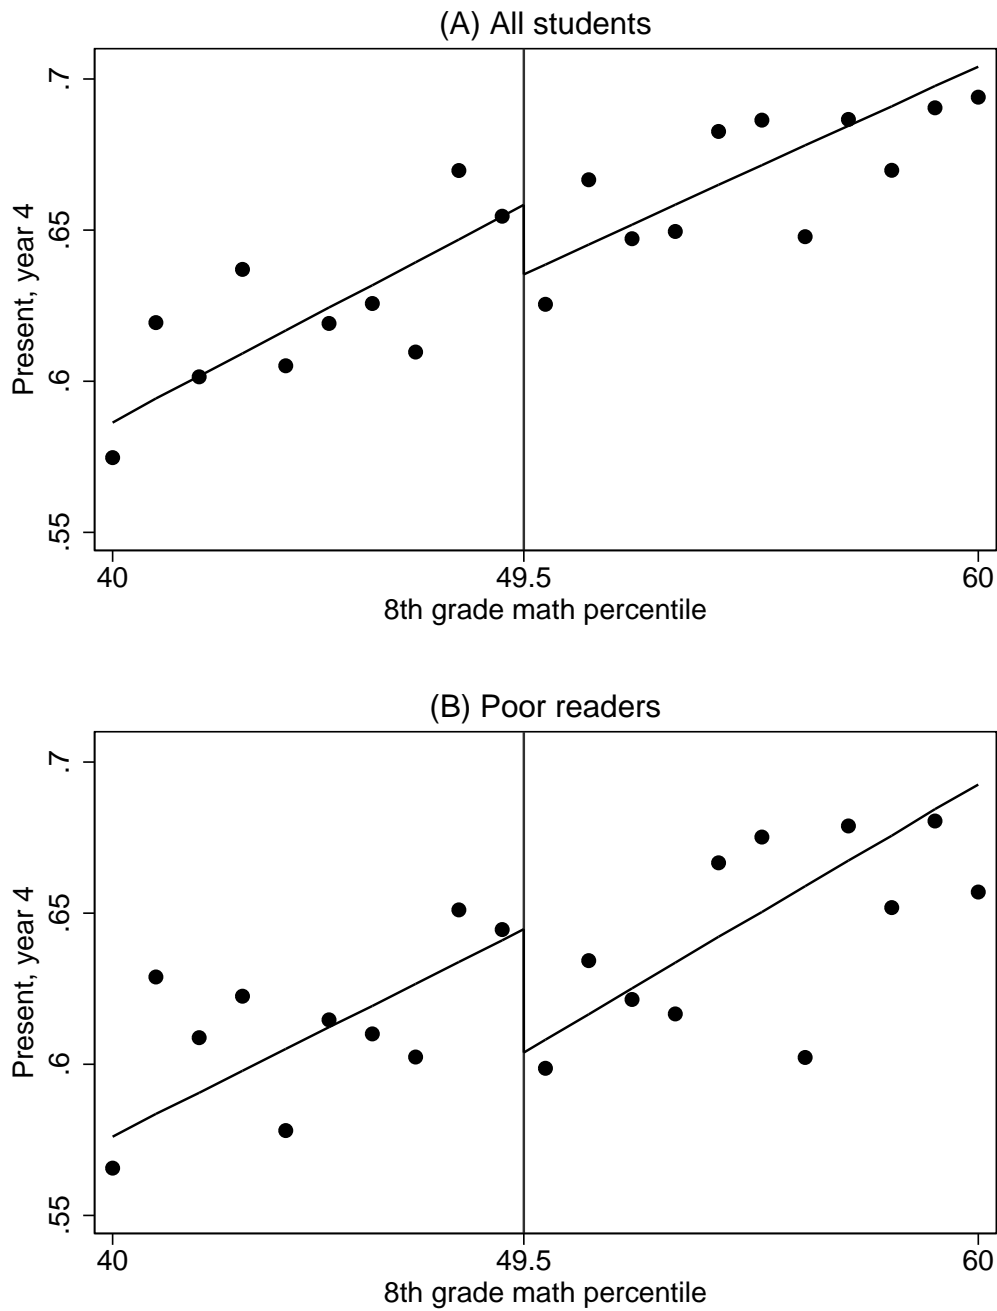 (A) All students
.7
.65
.6
.55
Present, year 4
40 49.5 60
8th grade math percentile
(B) Poor readers
.7
.65
.6
.55
Present, year 4
40 49.5 60
8th grade math percentile